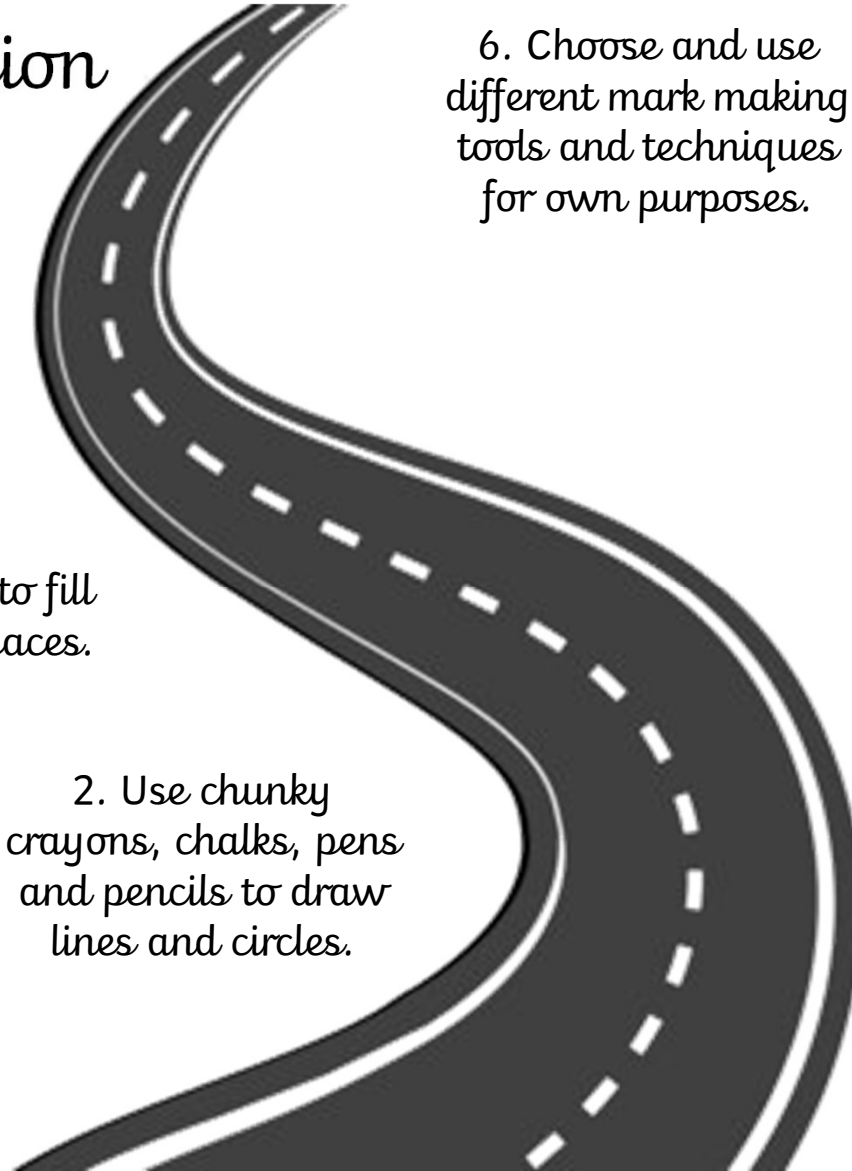 ion
6. Choose and use
different mark making
tools and techniques
for own purposes.
to fill
aces.
2. Use chunky
crayons, chalks, pens
and pencils to draw
lines and circles.